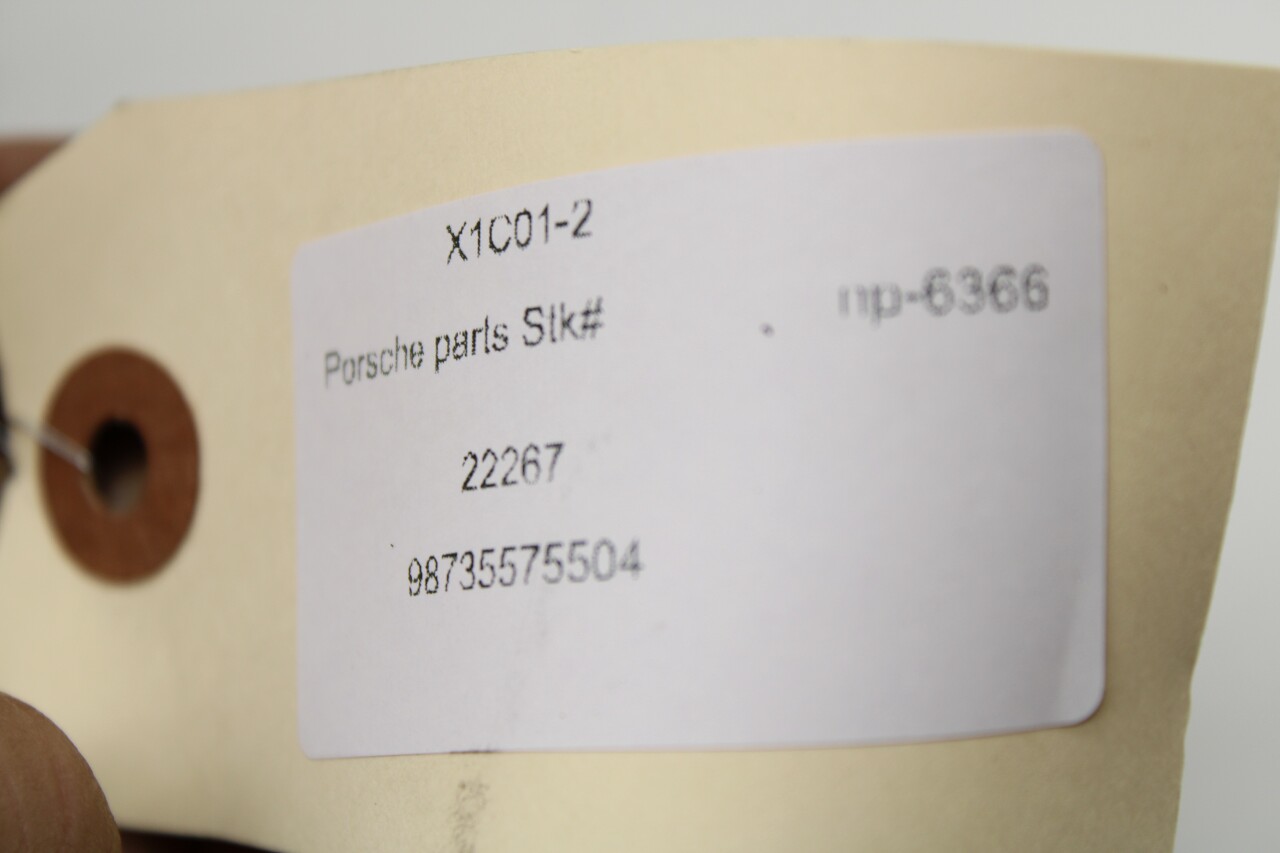 X1C01-2
np-6366
Porsche parts Stk#
22267
98735575504